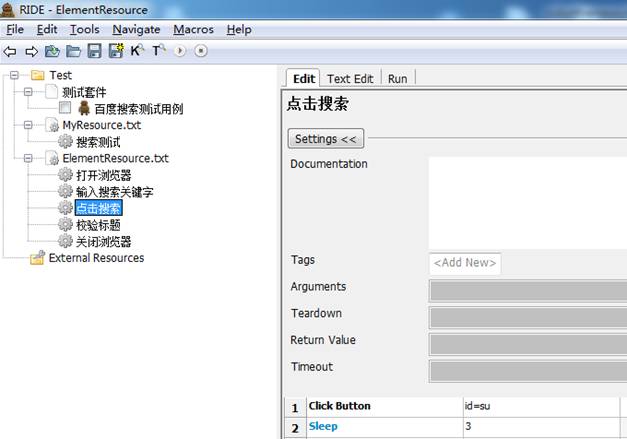 RIDE - ElementResource
File Edit Tools Navigate Macros Help
K T
Test
测试套件
百度搜索测试用例
MyResource.txt
搜索测试
ElementResource.txt
打开浏览器
输入搜索关键字
点击搜索
校验标题
关闭浏览器
External Resources
Edit Text Edit Run
点击搜索
Settings <<
Documentation
Tags <Add New>
Arguments
Teardown
Return Value
Timeout
1 Click Button id=su
2 Sleep 3